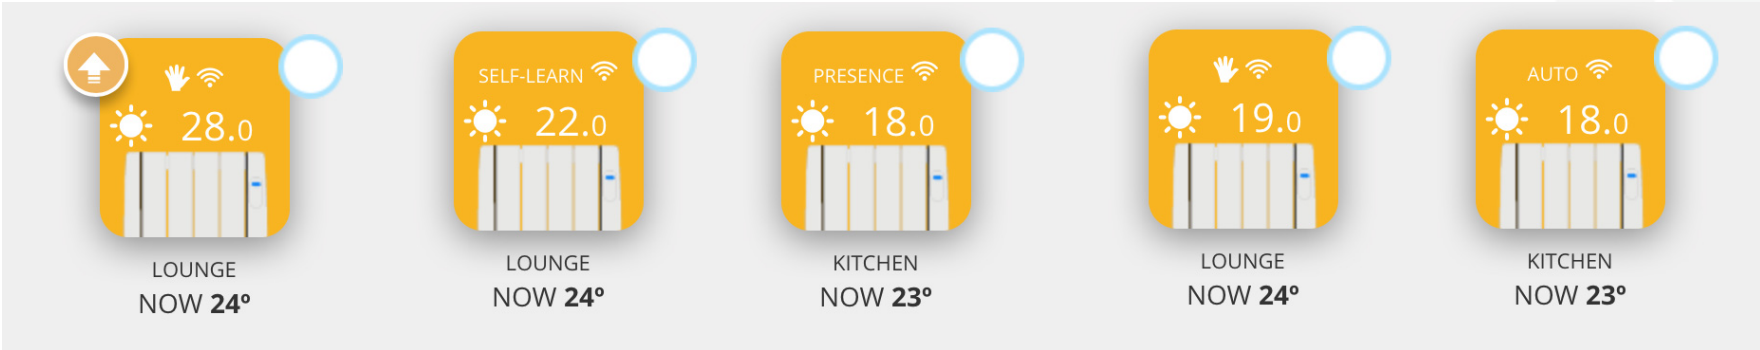 28.0
LOUNGE
NOW 24º
SELF-LEARN
22.0
LOUNGE
NOW 24º
PRESENCE
18.0
KITCHEN
NOW 23º
19.0
LOUNGE
NOW 24º
AUTO
18.0
KITCHEN
NOW 23º